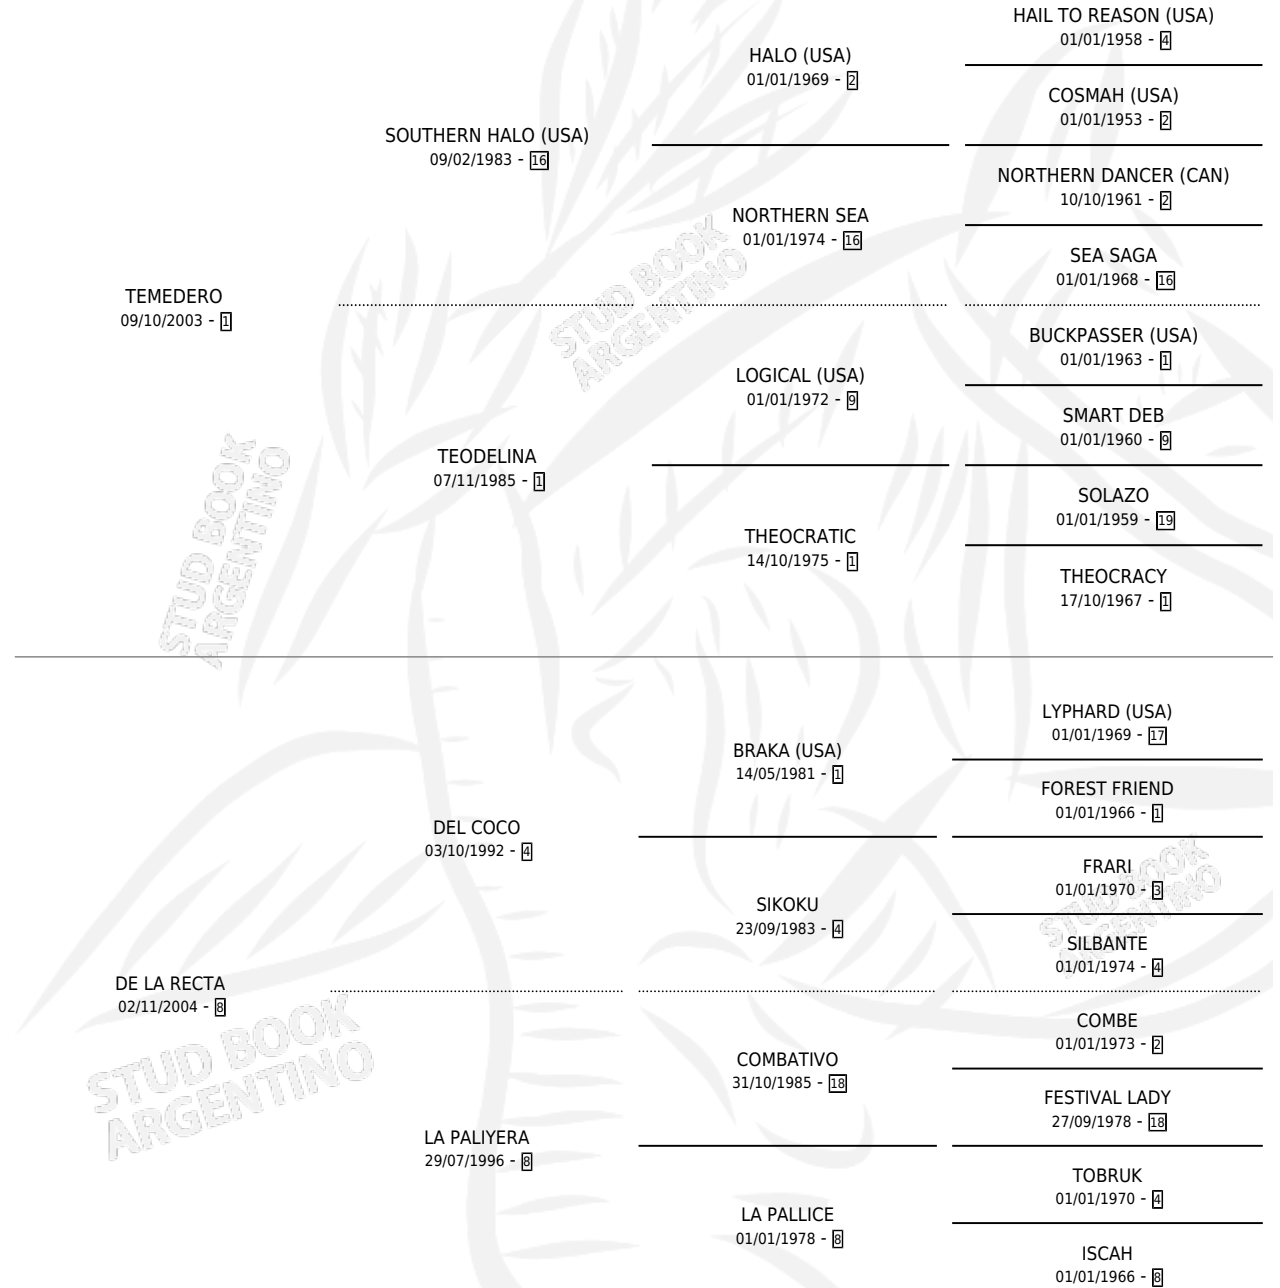 HAIL TO REASON (USA)
01/01/1958 - 4
HALO (USA)
01/01/1969 - 2
COSMAH (USA)
01/01/1953 - 2
SOUTHERN HALO (USA)
09/02/1983 - 16
NORTHERN DANCER (CAN)
10/10/1961 - 2
NORTHERN SEA
01/01/1974 - 16
SEA SAGA
01/01/1968 - 16
TEMEDERO
09/10/2003 - 1
BUCKPASSER (USA)
01/01/1963 - 1
LOGICAL (USA)
01/01/1972 - 9
SMART DEB
01/01/1960 - 9
TEODELINA
07/11/1985 - 1
SOLAZO
01/01/1959 - 19
THEOCRATIC
14/10/1975 - 1
THEOCRACY
17/10/1967 - 1
LYPHARD (USA)
01/01/1969 - 17
BRAKA (USA)
14/05/1981 - 1
FOREST FRIEND
01/01/1966 - 1
DEL COCO
03/10/1992 - 4
FRARI
01/01/1970 - 3
SIKOKU
23/09/1983 - 4
SILBANTE
01/01/1974 - 4
DE LA RECTA
02/11/2004 - 8
COMBE
01/01/1973 - 2
COMBATIVO
31/10/1985 - 18
FESTIVAL LADY
27/09/1978 - 18
LA PALIYERA
29/07/1996 - 8
TOBRUK
01/01/1970 - 4
LA PALLICE
01/01/1978 - 8
ISCAH
01/01/1966 - 8
STUD BOOK
ARGENTINO
STUD BOOK
ARGENTINO
STUD BOOK
ARGENTINO
STUD BOOK
ARGENTINO